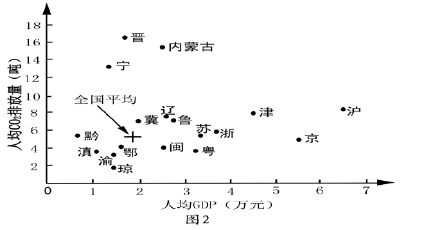 人均CO₂排放量（吨）
18
16
14
12
10
8
6
4
2
0
晋
内蒙古
宁
全国平均
冀
辽
鲁
津
沪
黔
苏
浙
京
滇
渝
鄂
琼
闽
粤
1
2
3
4
5
6
7
人均GDP（万元）
图2